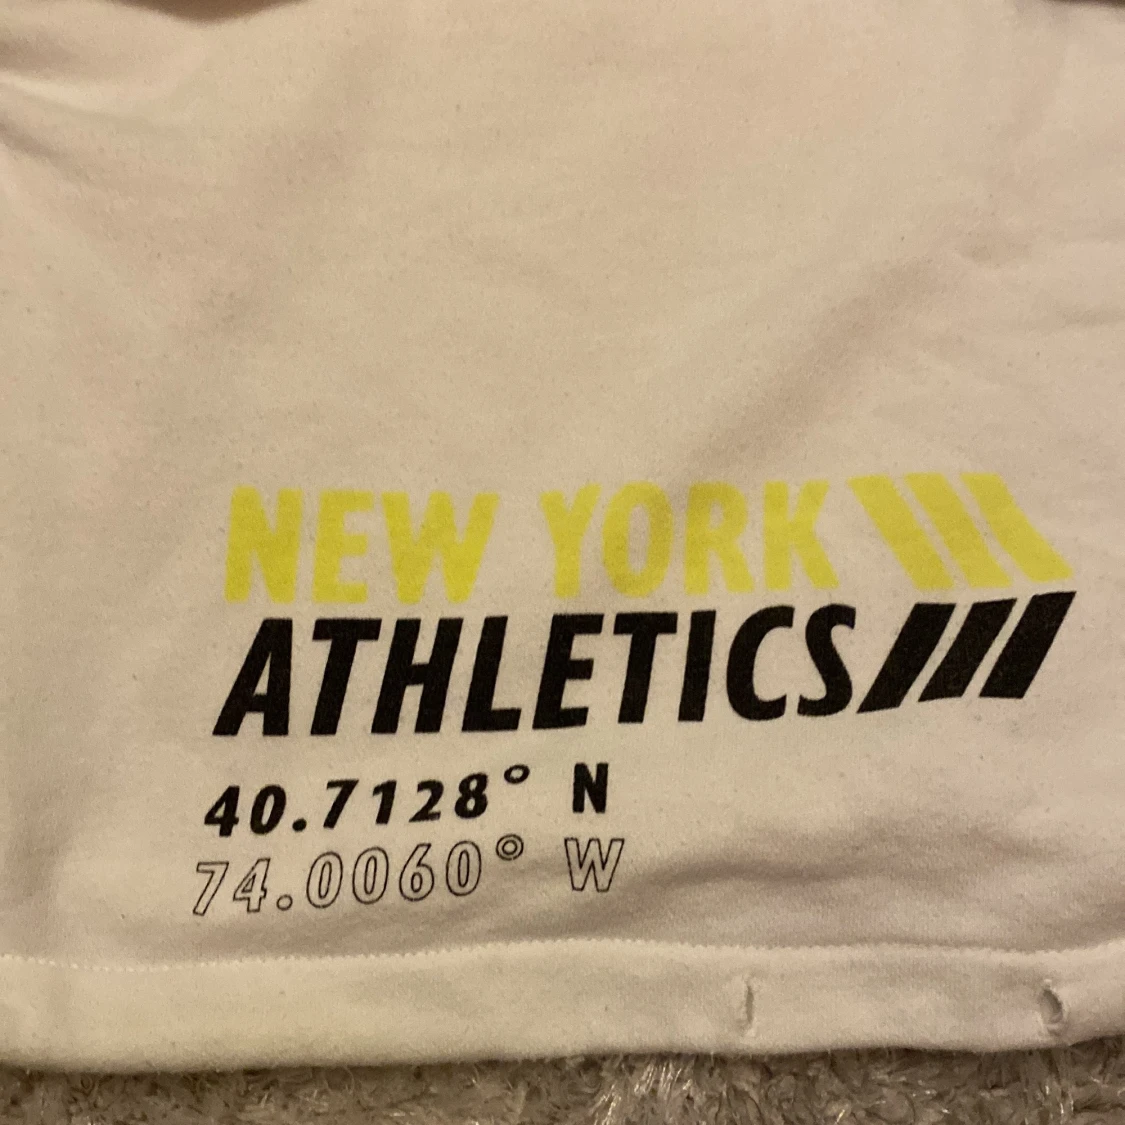 NEW YORK
ATHLETICS
40.7128° N
74.0060° W